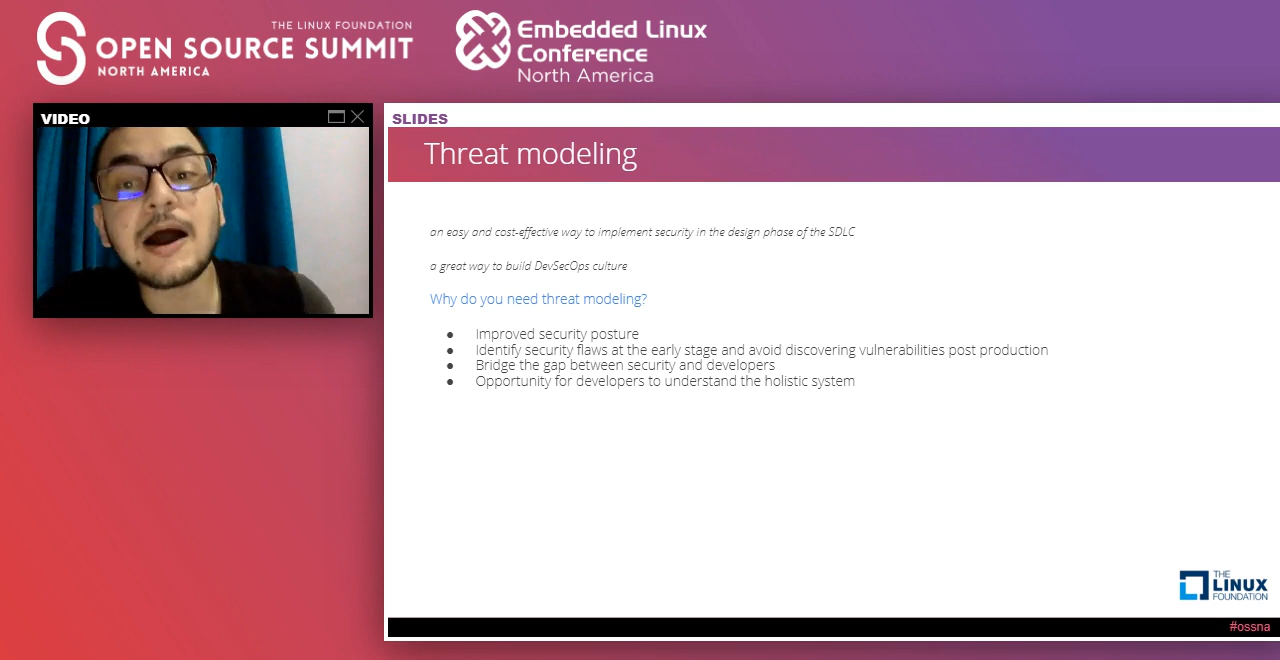 THE LINUX FOUNDATION
OPEN SOURCE SUMMIT
NORTH AMERICA
Embedded Linux
Conference
North America
VIDEO
SLIDES
Threat modeling
an easy and cost-effective way to implement security in the design phase of the SDLC
a great way to build DevSecOps culture
Why do you need threat modeling?
● Improved security posture
● Identify security flaws at the early stage and avoid discovering vulnerabilities post production
● Bridge the gap between security and developers
● Opportunity for developers to understand the holistic system
THE
LINUX
FOUNDATION
#ossna